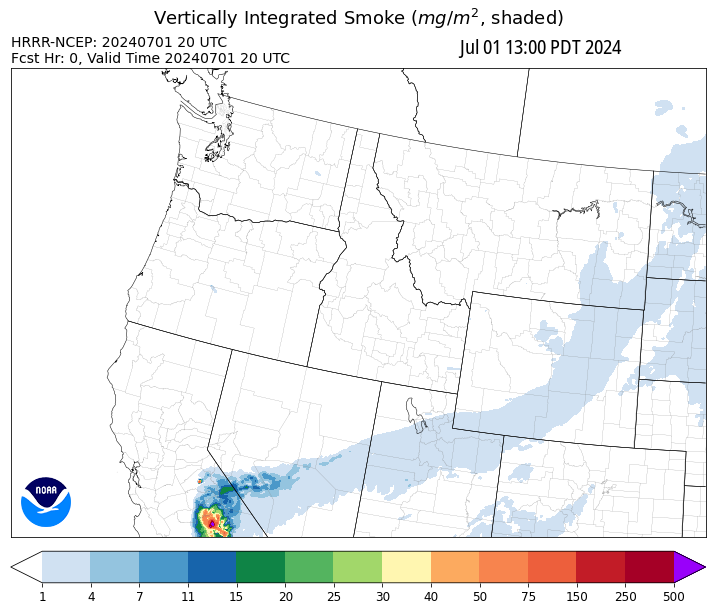 Vertically Integrated Smoke (mg/m², shaded)
HRRR-NCEP: 20240701 20 UTC
Fcst Hr: 0, Valid Time 20240701 20 UTC
Jul 01 13:00 PDT 2024
NOAA
1 4 7 11 15 20 25 30 40 50 75 150 250 500